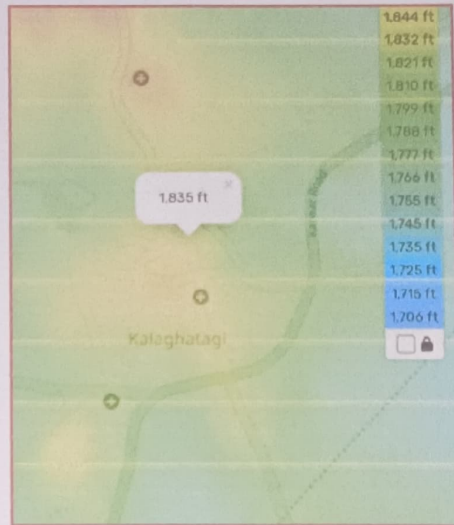 1,844 ft
1,832 ft
1,821 ft
1,810 ft
1,799 ft
1,788 ft
1,777 ft
1,766 ft
1,755 ft
1,745 ft
1,735 ft
1,725 ft
1,715 ft
1,706 ft
1,835 ft
Road
Kalaghatagi